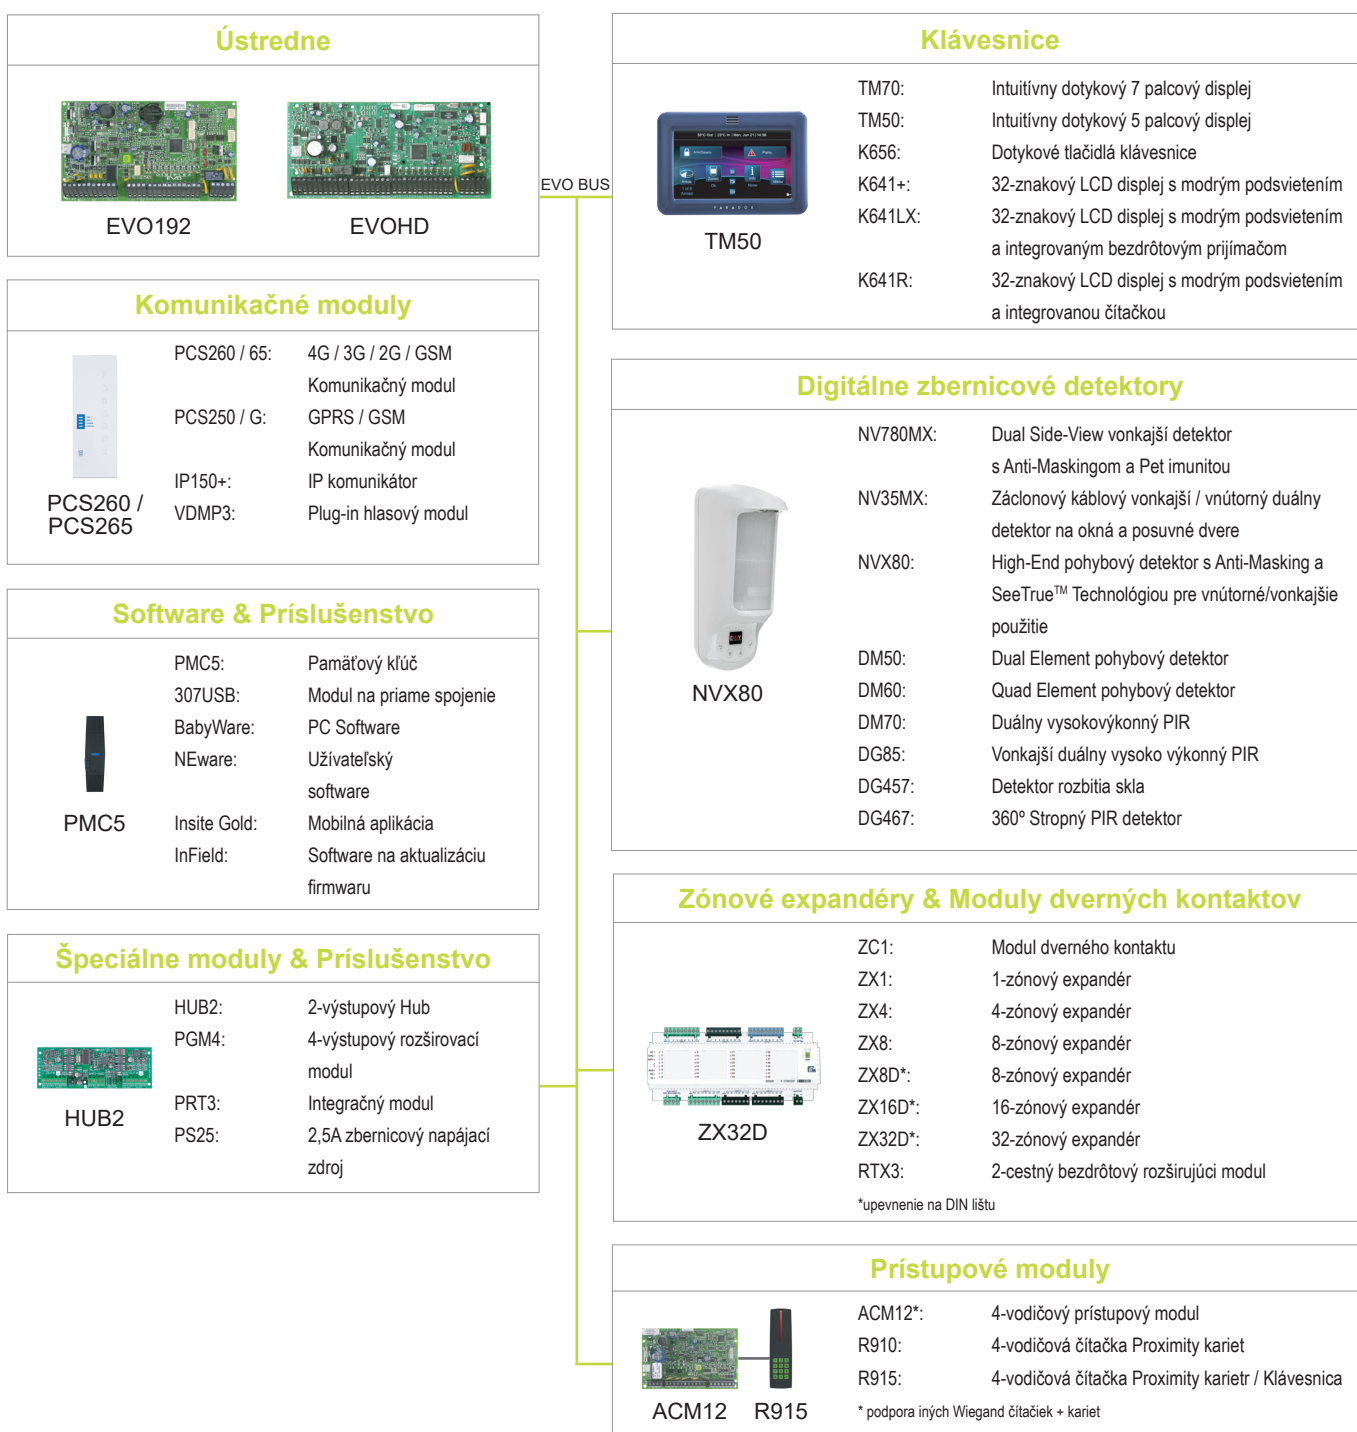 Ústredne
EVO192
EVOHD
EVO BUS
Komunikačné moduly
PCS260 / 65: 4G / 3G / 2G / GSM
Komunikačný modul
PCS250 / G: GPRS / GSM
Komunikačný modul
IP150+: IP komunikátor
VDMP3: Plug-in hlasový modul
PCS260 /
PCS265
Software & Príslušenstvo
PMC5: Pamäťový kľúč
307USB: Modul na priame spojenie
BabyWare: PC Software
NEware: Užívateľský
software
Insite Gold: Mobilná aplikácia
InField: Software na aktualizáciu
firmwaru
PMC5
Špeciálne moduly & Príslušenstvo
HUB2: 2-výstupový Hub
PGM4: 4-výstupový rozširovací
modul
PRT3: Integračný modul
PS25: 2,5A zbernicový napájací
zdroj
HUB2
Klávesnice
TM70: Intuitívny dotykový 7 palcový displej
TM50: Intuitívny dotykový 5 palcový displej
K656: Dotykové tlačidlá klávesnice
K641+: 32-znakový LCD displej s modrým podsvietením
K641LX: 32-znakový LCD displej s modrým podsvietením
a integrovaným bezdrôtovým prijímačom
K641R: 32-znakový LCD displej s modrým podsvietením
a integrovanou čítačkou
PARADOX
TM50
Digitálne zbernicové detektory
NV780MX: Dual Side-View vonkajší detektor
s Anti-Maskingom a Pet imunitou
NV35MX: Záclonový káblový vonkajší / vnútorný duálny
detektor na okná a posuvné dvere
NVX80: High-End pohybový detektor s Anti-Masking a
SeeTrue™ Technológiou pre vnútorné/vonkajšie
použitie
DM50: Dual Element pohybový detektor
DM60: Quad Element pohybový detektor
DM70: Duálny vysokovýkonný PIR
DG85: Vonkajší duálny vysoko výkonný PIR
DG457: Detektor rozbitia skla
DG467: 360º Stropný PIR detektor
NVX80
Zónové expandéry & Moduly dverných kontaktov
ZC1: Modul dverného kontaktu
ZX1: 1-zónový expandér
ZX4: 4-zónový expandér
ZX8: 8-zónový expandér
ZX8D*: 8-zónový expandér
ZX16D*: 16-zónový expandér
ZX32D*: 32-zónový expandér
RTX3: 2-cestný bezdrôtový rozširujúci modul
*upevnenie na DIN lištu
ZX32D
Prístupové moduly
ACM12*: 4-vodičový prístupový modul
R910: 4-vodičová čítačka Proximity kariet
R915: 4-vodičová čítačka Proximity karietr / Klávesnica
* podpora iných Wiegand čítačiek + kariet
ACM12
R915